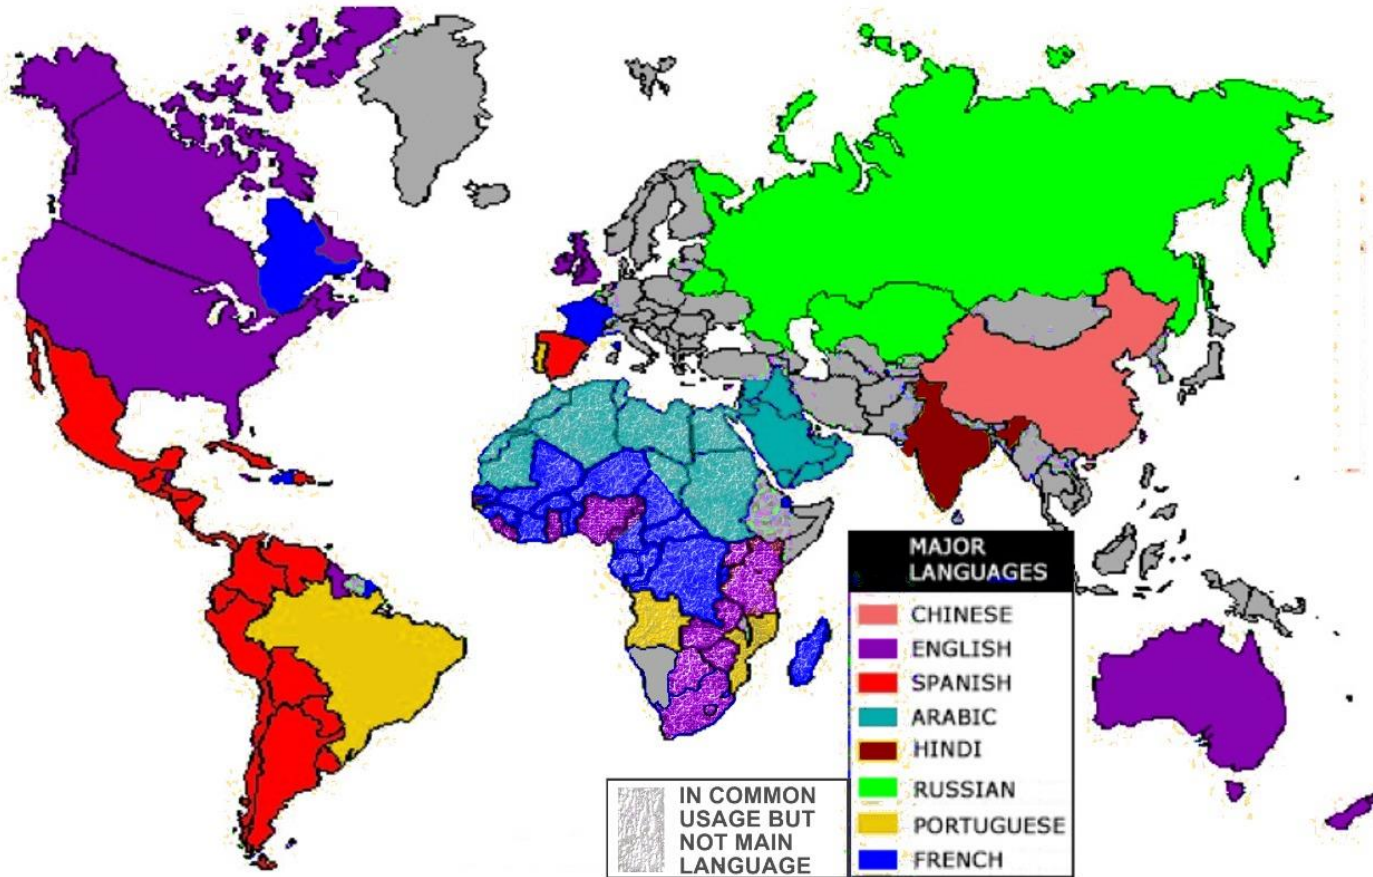 MAJOR
LANGUAGES
CHINESE
ENGLISH
SPANISH
ARABIC
HINDI
RUSSIAN
PORTUGUESE
FRENCH
IN COMMON
USAGE BUT
NOT MAIN
LANGUAGE